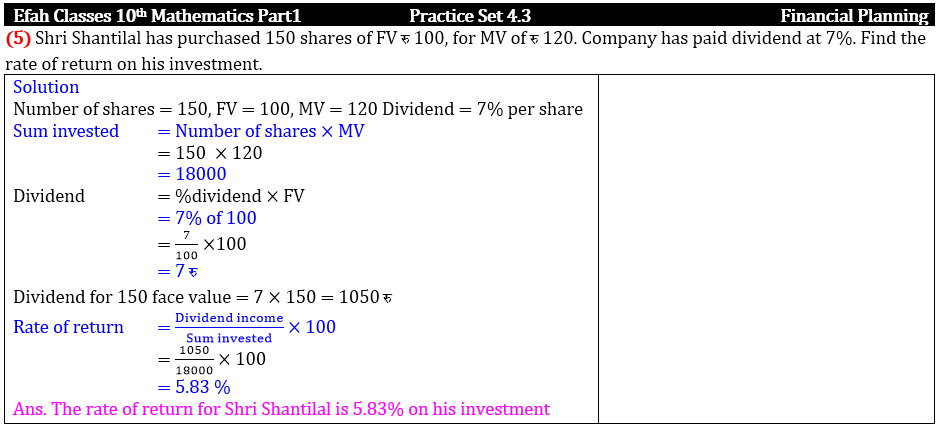 Efah Classes 10th Mathematics Part1 Practice Set 4.3 Financial Planning
(5) Shri Shantilal has purchased 150 shares of FV रु 100, for MV of रु 120. Company has paid dividend at 7%. Find the
rate of return on his investment.
Solution
Number of shares = 150, FV = 100, MV = 120 Dividend = 7% per share
Sum invested = Number of shares × MV
= 150 × 120
= 18000
Dividend = %dividend × FV
= 7% of 100
= 7/100 ×100
= 7 रु
Dividend for 150 face value = 7 × 150 = 1050 रु
Rate of return = Dividend income/Sum invested × 100
= 1050/18000 × 100
= 5.83 %
Ans. The rate of return for Shri Shantilal is 5.83% on his investment